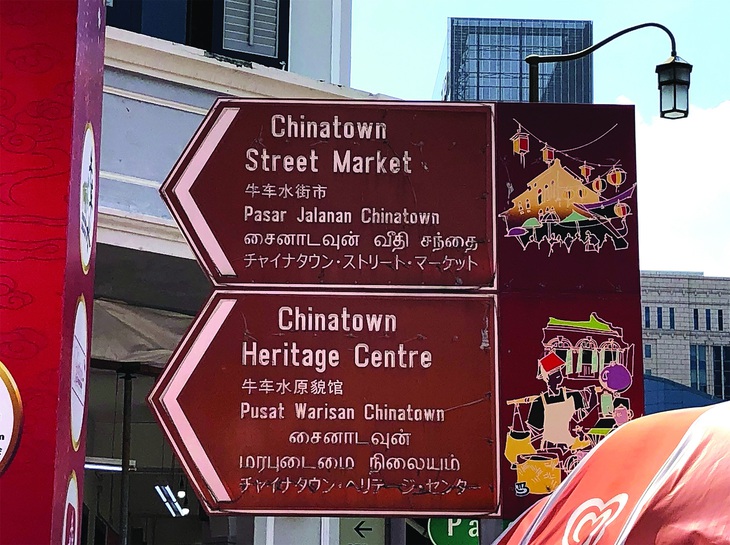 Chinatown
Street Market
牛车水街市
Pasar Jalanan Chinatown
சைனாடவுன் வீதி சந்தை
チャイナタウン・ストリート・マーケット
Chinatown
Heritage Centre
牛车水原貌馆
Pusat Warisan Chinatown
சைனாடவுன்
மரபுடைமை நிலையம்
チャイナタウン・ヘリテージ・センター
Pa